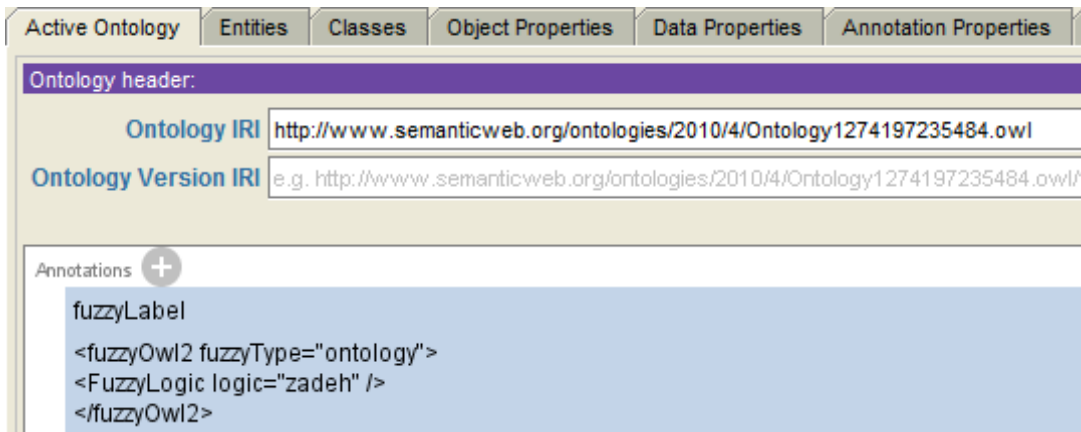 Active Ontology Entities Classes Object Properties Data Properties Annotation Properties
Ontology header:
Ontology IRI http://www.semanticweb.org/ontologies/2010/4/Ontology1274197235484.owl
Ontology Version IRI e.g. http://www.semanticweb.org/ontologies/2010/4/Ontology1274197235484.owl/
Annotations
fuzzyLabel
<fuzzyOwl2 fuzzyType="ontology">
<FuzzyLogic logic="zadeh" />
</fuzzyOwl2>